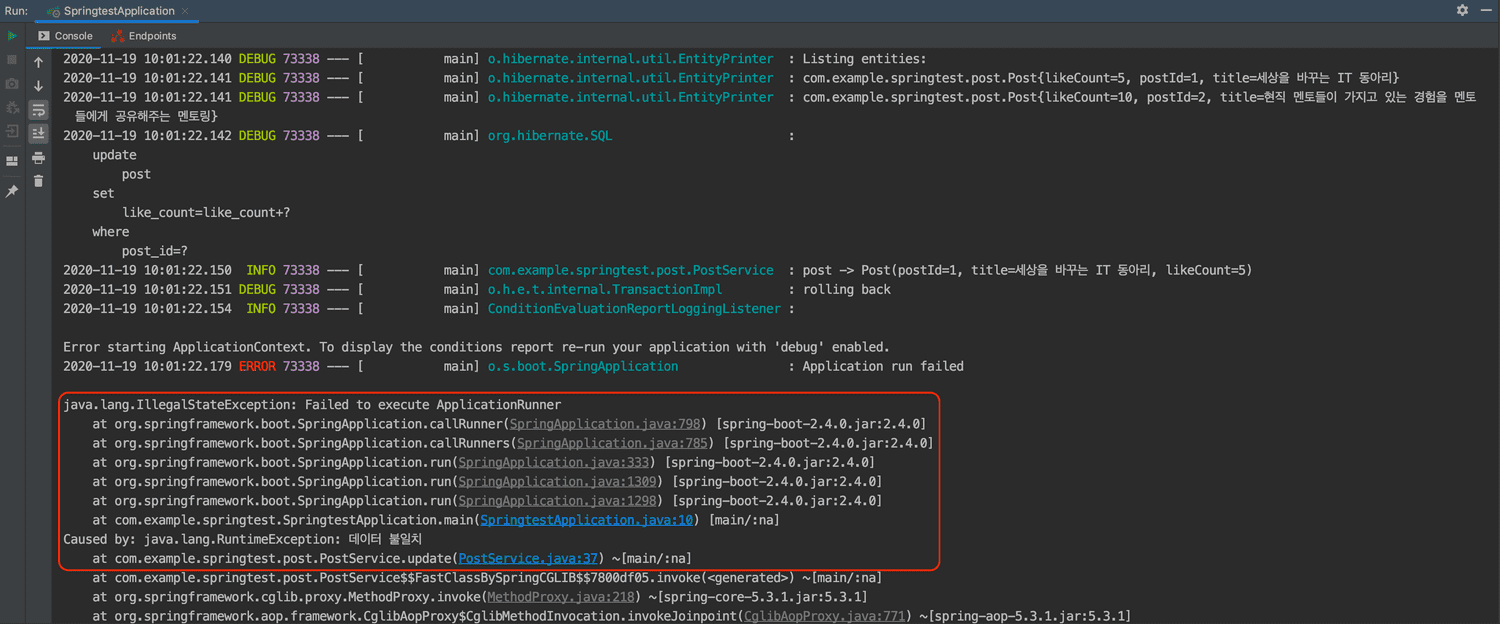 Run: SpringtestApplication ×
Console Endpoints
2020-11-19 10:01:22.140 DEBUG 73338 --- [ main] o.hibernate.internal.util.EntityPrinter : Listing entities:
2020-11-19 10:01:22.141 DEBUG 73338 --- [ main] o.hibernate.internal.util.EntityPrinter : com.example.springtest.post.Post{likeCount=5, postId=1, title=세상을 바꾸는 IT 동아리}
2020-11-19 10:01:22.141 DEBUG 73338 --- [ main] o.hibernate.internal.util.EntityPrinter : com.example.springtest.post.Post{likeCount=10, postId=2, title=현직 멘토들이 가지고 있는 경험을 멘토
들에게 공유해주는 멘토링}
2020-11-19 10:01:22.142 DEBUG 73338 --- [ main] org.hibernate.SQL :
update
post
set
like_count=like_count+?
where
post_id=?
2020-11-19 10:01:22.150 INFO 73338 --- [ main] com.example.springtest.post.PostService : post -> Post(postId=1, title=세상을 바꾸는 IT 동아리, likeCount=5)
2020-11-19 10:01:22.151 DEBUG 73338 --- [ main] o.h.e.t.internal.TransactionImpl : rolling back
2020-11-19 10:01:22.154 INFO 73338 --- [ main] ConditionEvaluationReportLoggingListener :
Error starting ApplicationContext. To display the conditions report re-run your application with 'debug' enabled.
2020-11-19 10:01:22.179 ERROR 73338 --- [ main] o.s.boot.SpringApplication : Application run failed
java.lang.IllegalStateException: Failed to execute ApplicationRunner
at org.springframework.boot.SpringApplication.callRunner(SpringApplication.java:798) [spring-boot-2.4.0.jar:2.4.0]
at org.springframework.boot.SpringApplication.callRunners(SpringApplication.java:785) [spring-boot-2.4.0.jar:2.4.0]
at org.springframework.boot.SpringApplication.run(SpringApplication.java:333) [spring-boot-2.4.0.jar:2.4.0]
at org.springframework.boot.SpringApplication.run(SpringApplication.java:1309) [spring-boot-2.4.0.jar:2.4.0]
at org.springframework.boot.SpringApplication.run(SpringApplication.java:1298) [spring-boot-2.4.0.jar:2.4.0]
at com.example.springtest.SpringtestApplication.main(SpringtestApplication.java:10) [main/:na]
Caused by: java.lang.RuntimeException: 데이터 불일치
at com.example.springtest.post.PostService.update(PostService.java:37) ~[main/:na]
at com.example.springtest.post.PostService$$FastClassBySpringCGLIB$$7800df05.invoke(<generated>) ~[main/:na]
at org.springframework.cglib.proxy.MethodProxy.invoke(MethodProxy.java:218) ~[spring-core-5.3.1.jar:5.3.1]
at org.springframework.aop.framework.CglibAopProxy$CglibMethodInvocation.invokeJoinpoint(CglibAopProxy.java:771) ~[spring-aop-5.3.1.jar:5.3.1]